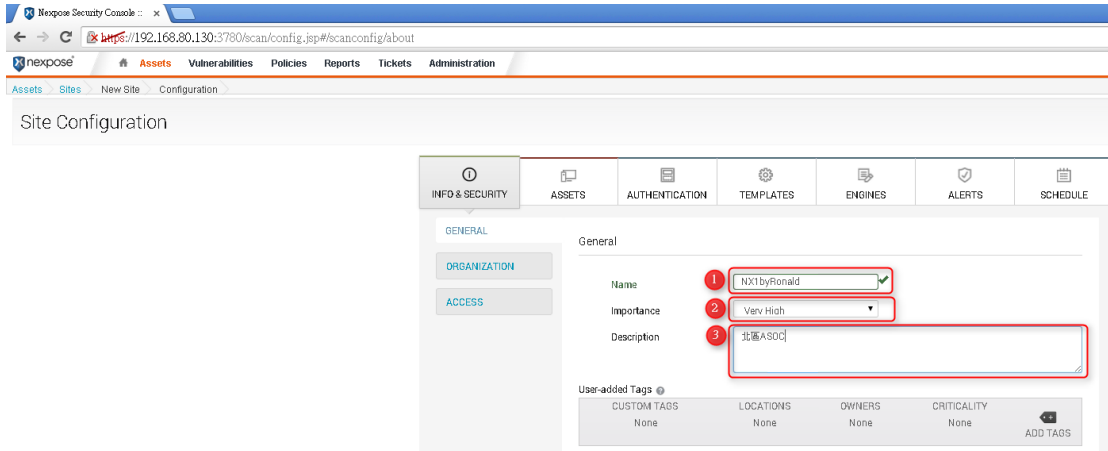 Nexpose Security Console :: ×
https://192.168.80.130:3780/scan/config.jsp#/scanconfig/about
nexpose® Assets Vulnerabilities Policies Reports Tickets Administration
Assets Sites New Site Configuration
Site Configuration
INFO & SECURITY ASSETS AUTHENTICATION TEMPLATES ENGINES ALERTS SCHEDULE
GENERAL
ORGANIZATION
ACCESS
General
Name 1 NX1byRonald
Importance 2 Very High
Description 3 北區ASOC
User-added Tags
CUSTOM TAGS LOCATIONS OWNERS CRITICALITY
None None None None
ADD TAGS